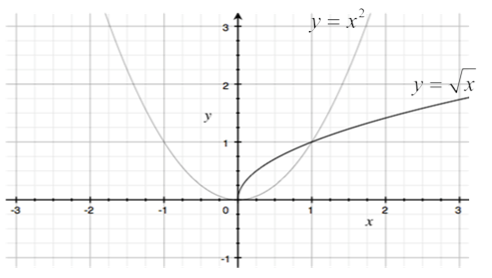 y = x²
3
y = √x
2
y
1
-3 -2 -1 0 1 2 3
x
-1